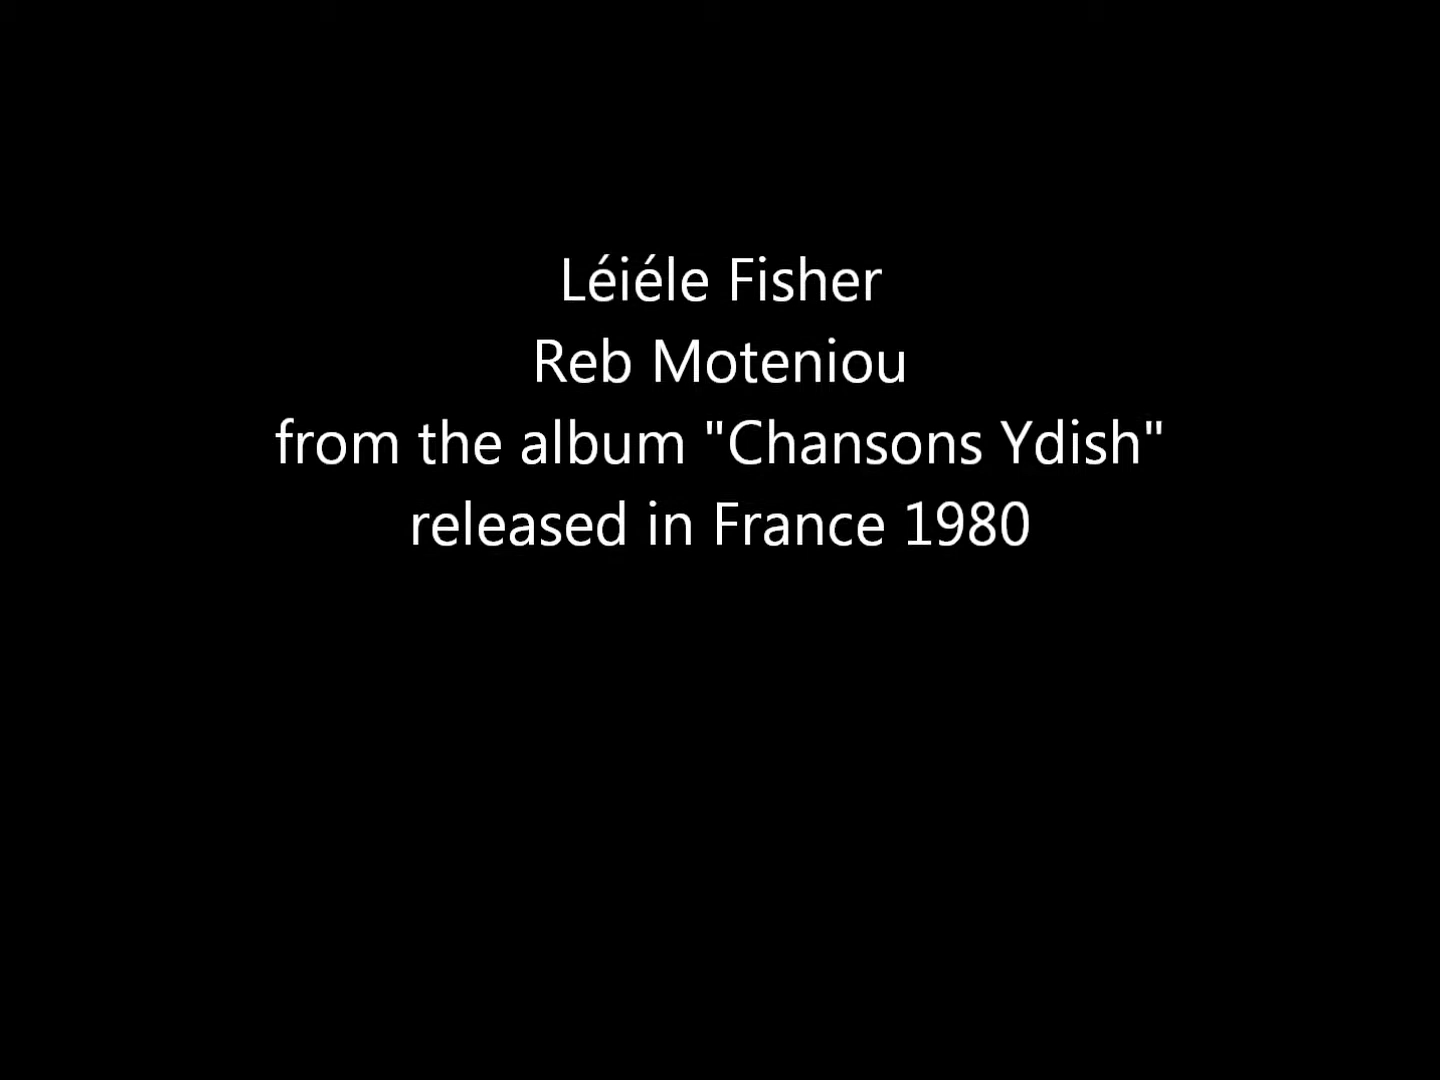 Léiéle Fisher
Reb Moteniou
from the album "Chansons Ydish"
released in France 1980